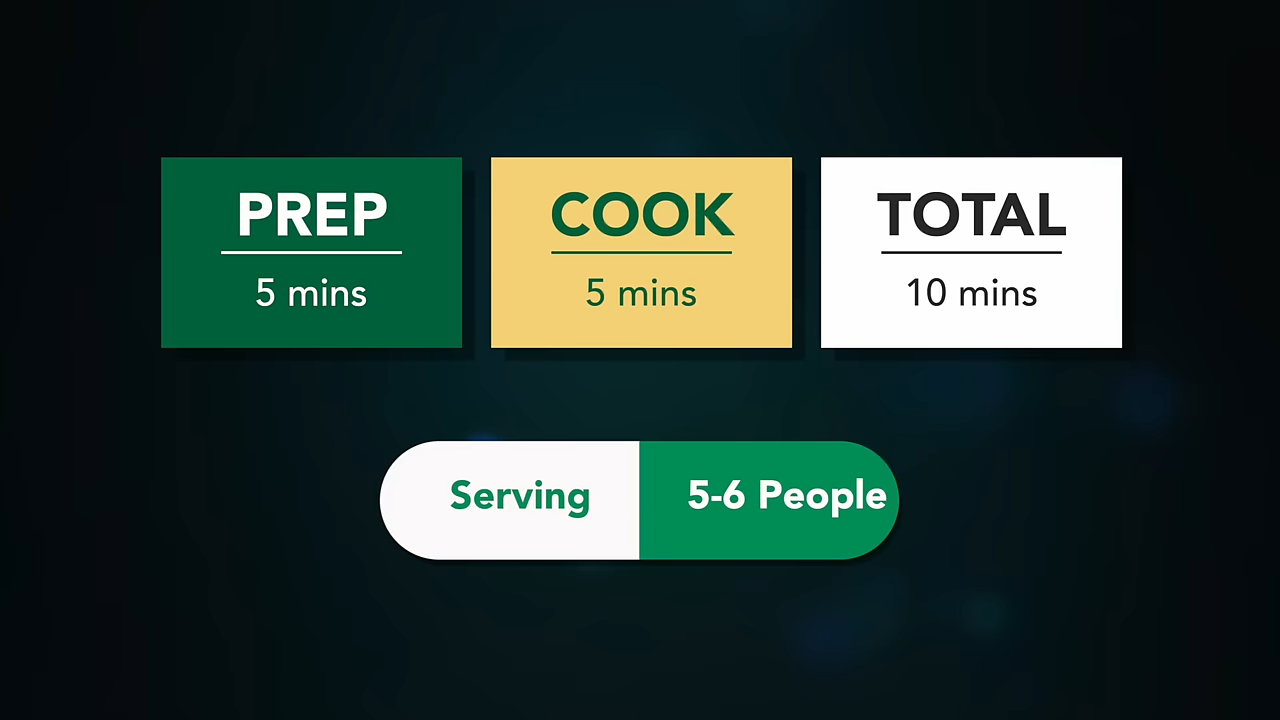 PREP
5 mins
COOK
5 mins
TOTAL
10 mins
Serving
5-6 People